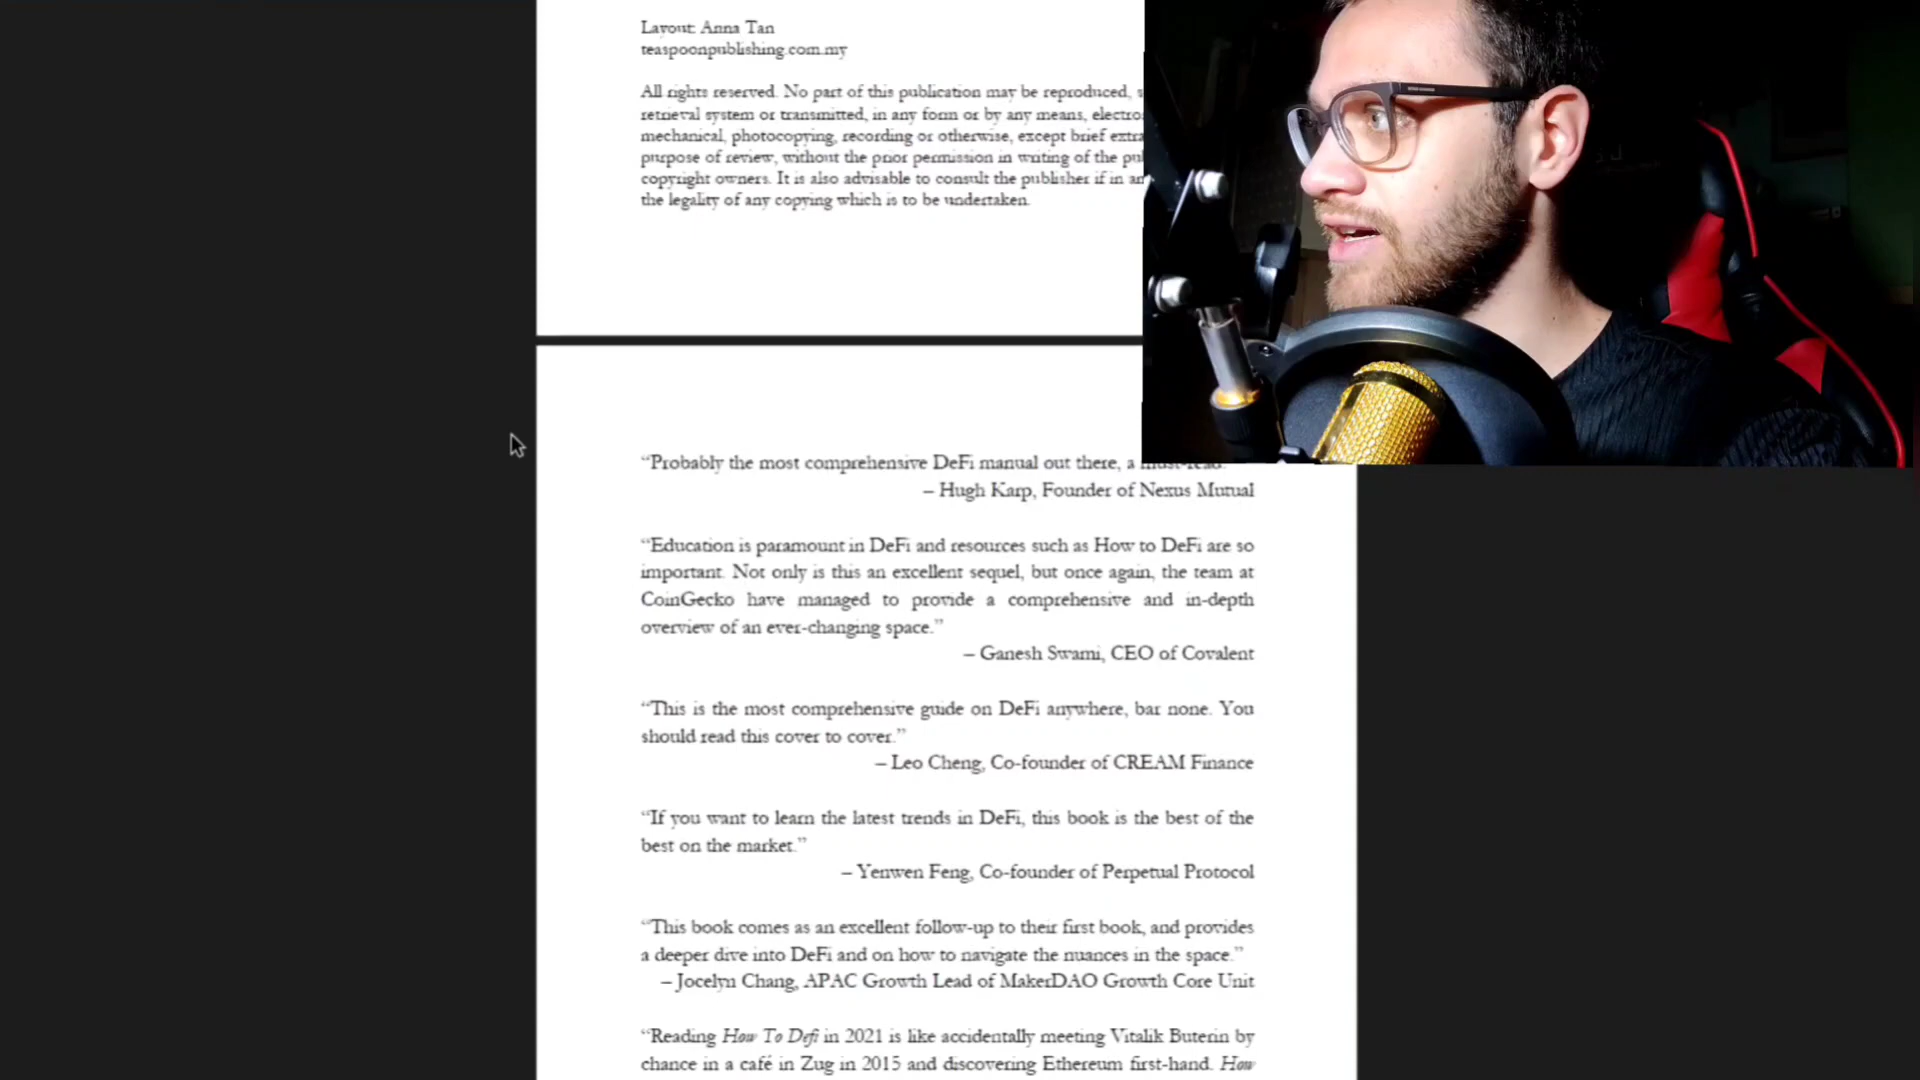 Layout: Anna Tan
teaspoonpublishing.com.my
All rights reserved. No part of this publication may be reproduced,
retrieval system or transmitted, in any form or by any means,
mechanical, photocopying, recording or otherwise, except brief
purpose of review, without the prior permission in writing of the
copyright owners. It is also advisable to consult the publisher if in
the legality of any copying which is to be undertaken.
“Probably the most comprehensive DeFi manual out there, a must-read.”
– Hugh Karp, Founder of Nexus Mutual
“Education is paramount in DeFi and resources such as How to DeFi are so
important. Not only is this an excellent sequel, but once again, the team at
CoinGecko have managed to provide a comprehensive and in-depth
overview of an ever-changing space.”
– Ganesh Swami, CEO of Covalent
“This is the most comprehensive guide on DeFi anywhere, bar none. You
should read this cover to cover.”
– Leo Cheng, Co-founder of CREAM Finance
“If you want to learn the latest trends in DeFi, this book is the best of the
best on the market.”
– Yenwen Feng, Co-founder of Perpetual Protocol
“This book comes as an excellent follow-up to their first book, and provides
a deeper dive into DeFi and on how to navigate the nuances in the space.”
– Jocelyn Chang, APAC Growth Lead of MakerDAO Growth Core Unit
“Reading How To Defi in 2021 is like accidentally meeting Vitalik Buterin by
chance in a café in Zug in 2015 and discovering Ethereum first-hand. How